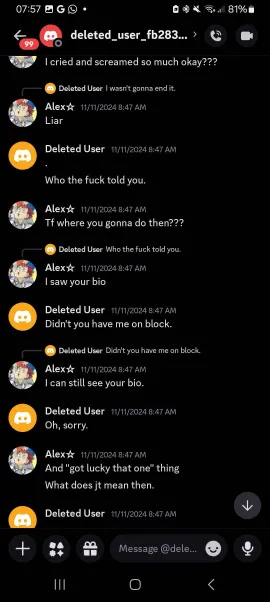 07:57
81%
99
deleted_user_fb283...
I cried and screamed so much okay???
Deleted User I wasn't gonna end it.
Alex☆ 11/11/2024 8:47 AM
Liar
Deleted User 11/11/2024 8:47 AM
.
Who the fuck told you.
Alex☆ 11/11/2024 8:47 AM
Tf where you gonna do then???
Deleted User Who the fuck told you.
Alex☆ 11/11/2024 8:47 AM
I saw your bio
Deleted User 11/11/2024 8:47 AM
Didn't you have me on block.
Deleted User Didn't you have me on block.
Alex☆ 11/11/2024 8:47 AM
I can still see your bio.
Deleted User 11/11/2024 8:47 AM
Oh, sorry.
Alex☆ 11/11/2024 8:47 AM
And "got lucky that one" thing
What does jt mean then.
Deleted User 11/11/2024 8:47 AM
Message @dele...